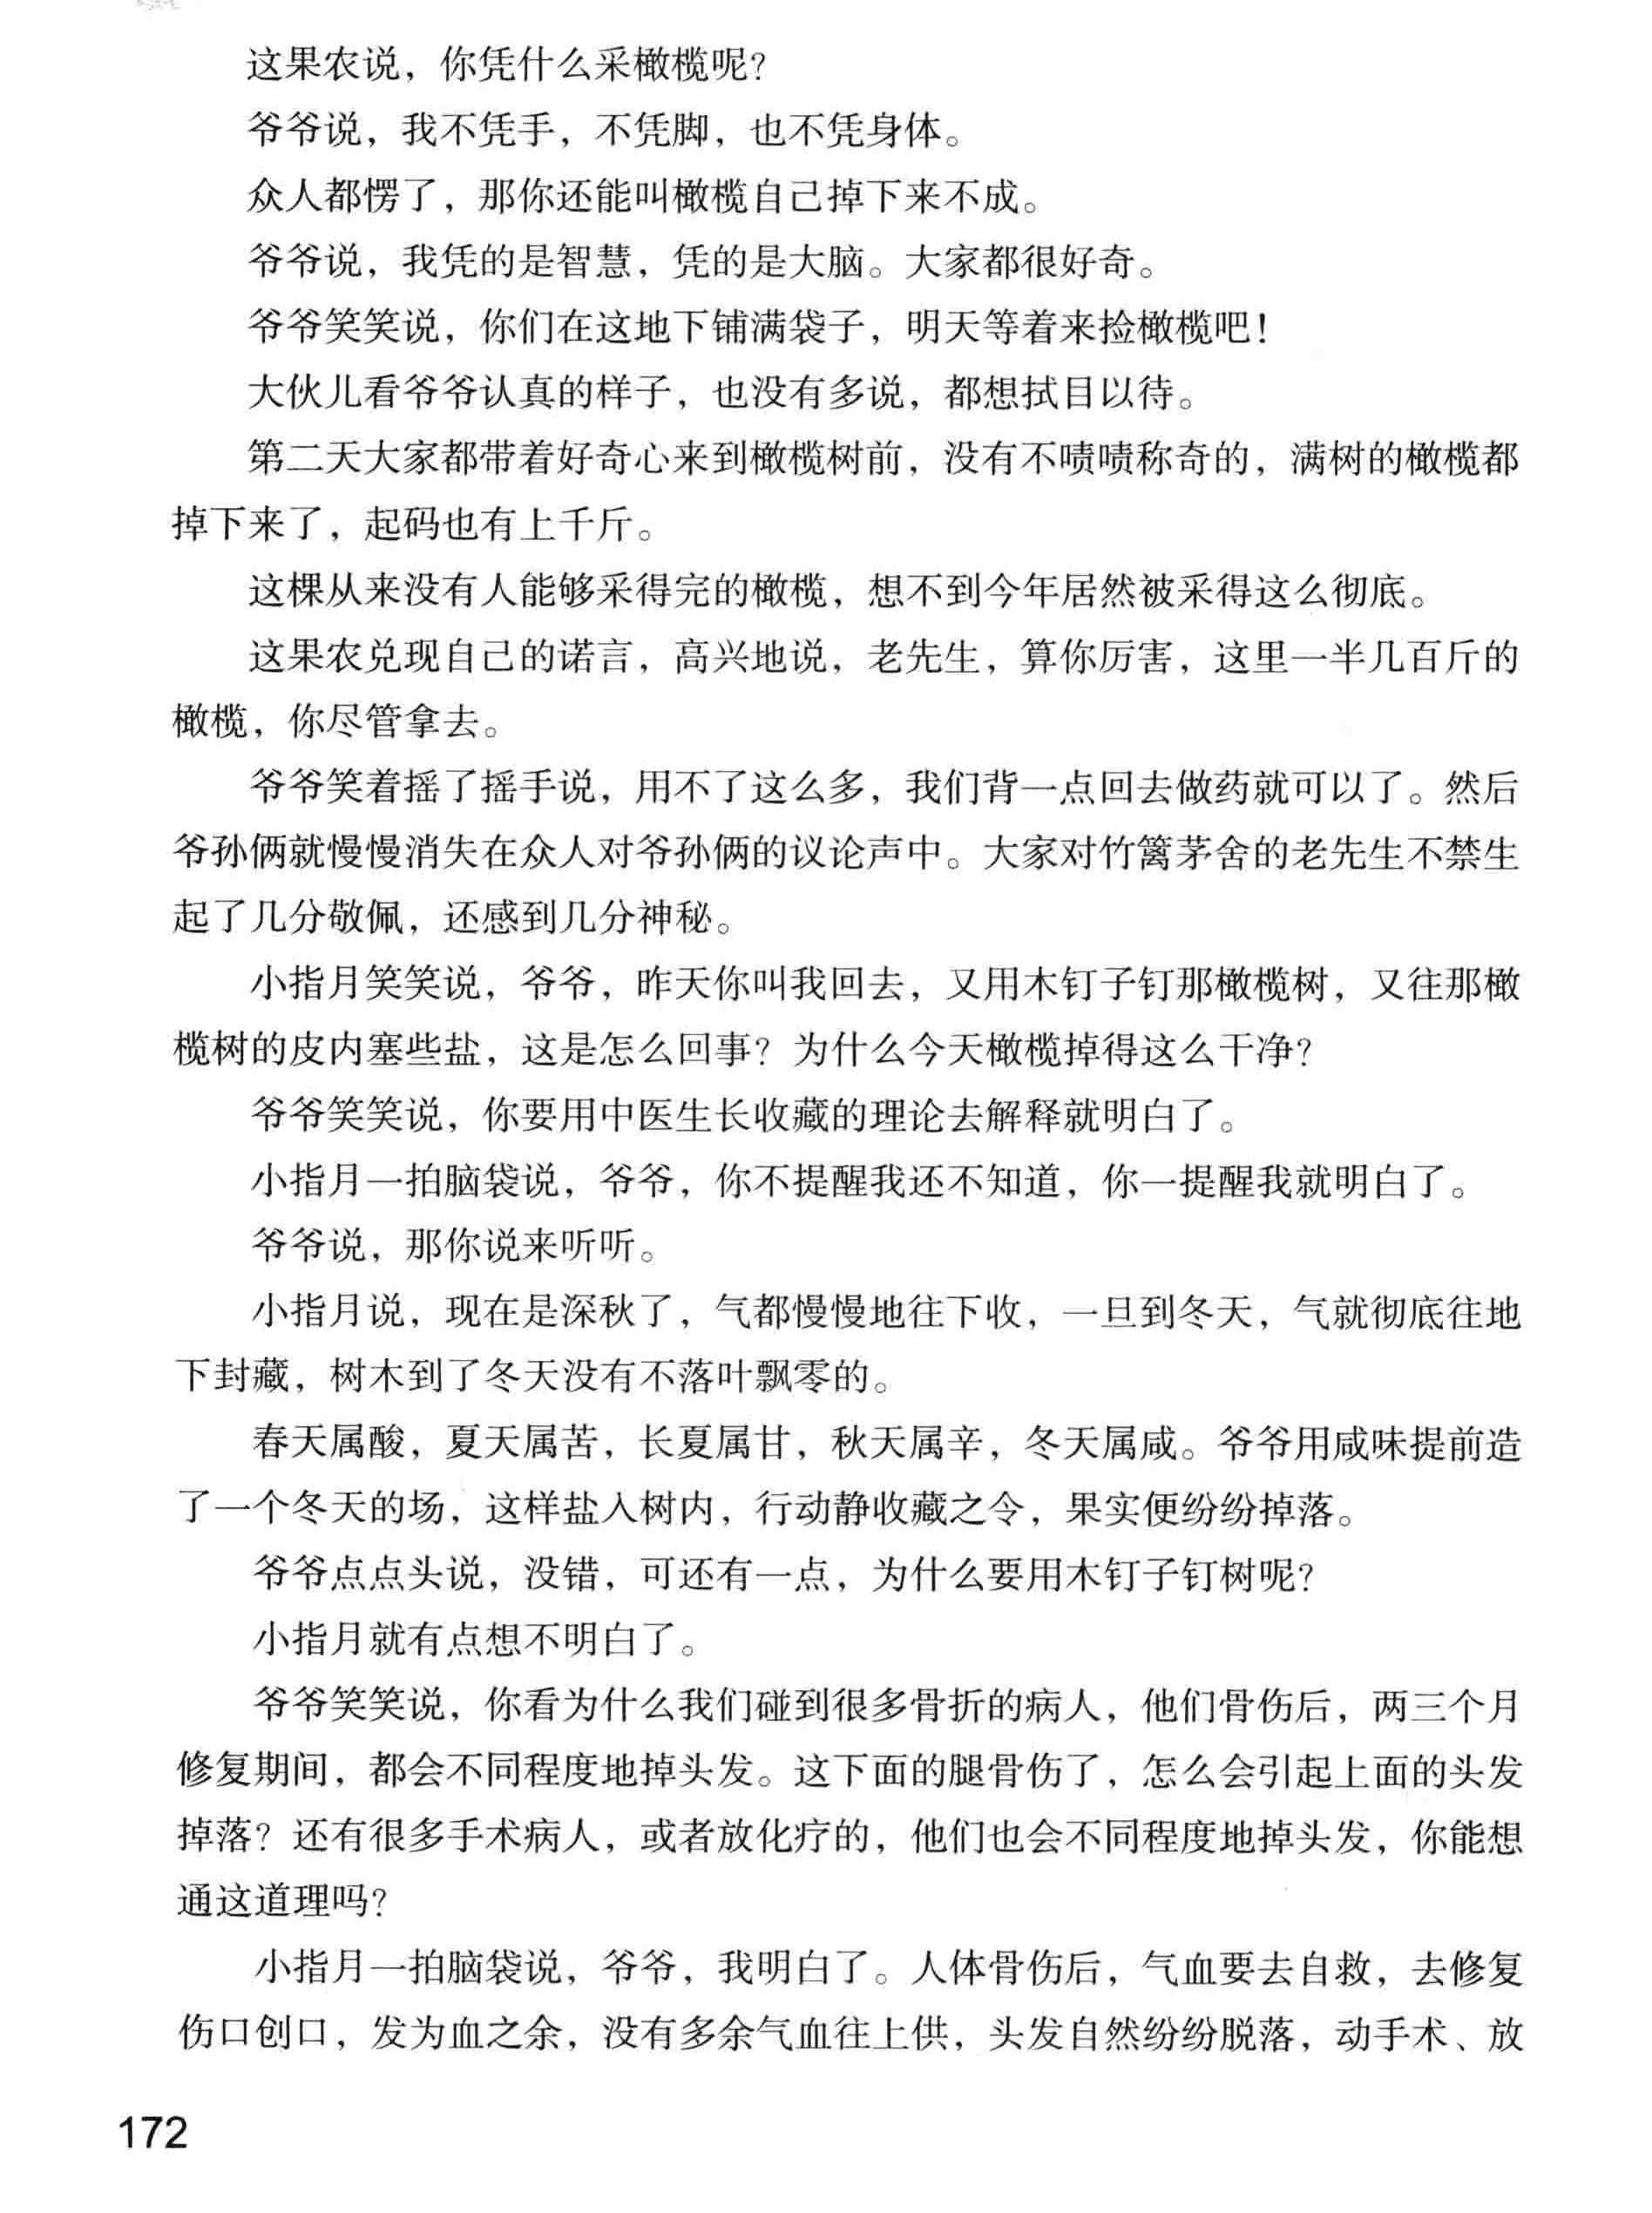 这果农说，你凭什么采橄榄呢？
爷爷说，我不凭手，不凭脚，也不凭身体。
众人都愣了，那你还能叫橄榄自己掉下来不成。
爷爷说，我凭的是智慧，凭的是大脑。大家都很好奇。
爷爷笑笑说，你们在这地下铺满袋子，明天等着来捡橄榄吧！
大伙儿看爷爷认真的样子，也没有多说，都想拭目以待。
第二天大家都带着好奇心来到橄榄树前，没有不啧啧称奇的，满树的橄榄都
掉下来了，起码也有上千斤。
这棵从来没有人能够采得完的橄榄，想不到今年居然被采得这么彻底。
这果农兑现自己的诺言，高兴地说，老先生，算你厉害，这里一半几百斤的
橄榄，你尽管拿去。
爷爷笑着摇了摇手说，用不了这么多，我们背一点回去做药就可以了。然后
爷孙俩就慢慢消失在众人对爷孙俩的议论声中。大家对竹篱茅舍的老先生不禁生
起了几分敬佩，还感到几分神秘。
小指月笑笑说，爷爷，昨天你叫我回去，又用木钉子钉那橄榄树，又往那橄
榄树的皮内塞些盐，这是怎么回事？为什么今天橄榄掉得这么干净？
爷爷笑笑说，你要用中医生长收藏的理论去解释就明白了。
小指月一拍脑袋说，爷爷，你不提醒我还不知道，你一提醒我就明白了。
爷爷说，那你说来听听。
小指月说，现在是深秋了，气都慢慢地往下收，一旦到冬天，气就彻底往地
下封藏，树木到了冬天没有不落叶飘零的。
春天属酸，夏天属苦，长夏属甘，秋天属辛，冬天属咸。爷爷用咸味提前造
了一个冬天的场，这样盐入树内，行动静收藏之令，果实便纷纷掉落。
爷爷点点头说，没错，可还有一点，为什么要用木钉子钉树呢？
小指月就有点想不明白了。
爷爷笑笑说，你看为什么我们碰到很多骨折的病人，他们骨伤后，两三个月
修复期间，都会不同程度地掉头发。这下面的腿骨伤了，怎么会引起上面的头发
掉落？还有很多手术病人，或者放化疗的，他们也会不同程度地掉头发，你能想
通这道理吗？
小指月一拍脑袋说，爷爷，我明白了。人体骨伤后，气血要去自救，去修复
伤口创口，发为血之余，没有多余气血往上供，头发自然纷纷脱落，动手术、放
172